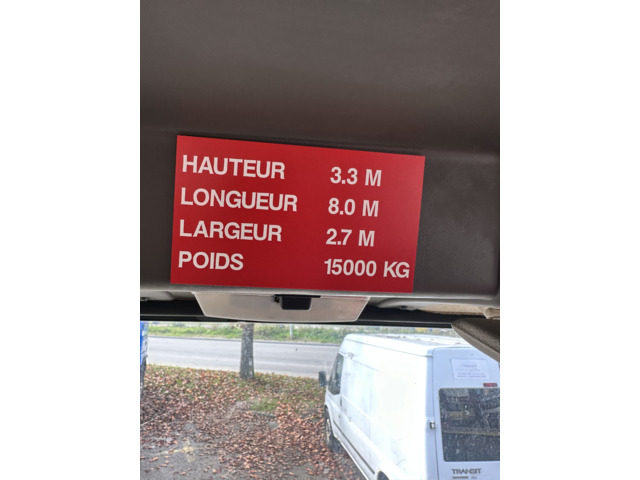 HAUTEUR 3.3 M
LONGUEUR 8.0 M
LARGEUR 2.7 M
POIDS 15000 KG
TRANSIT